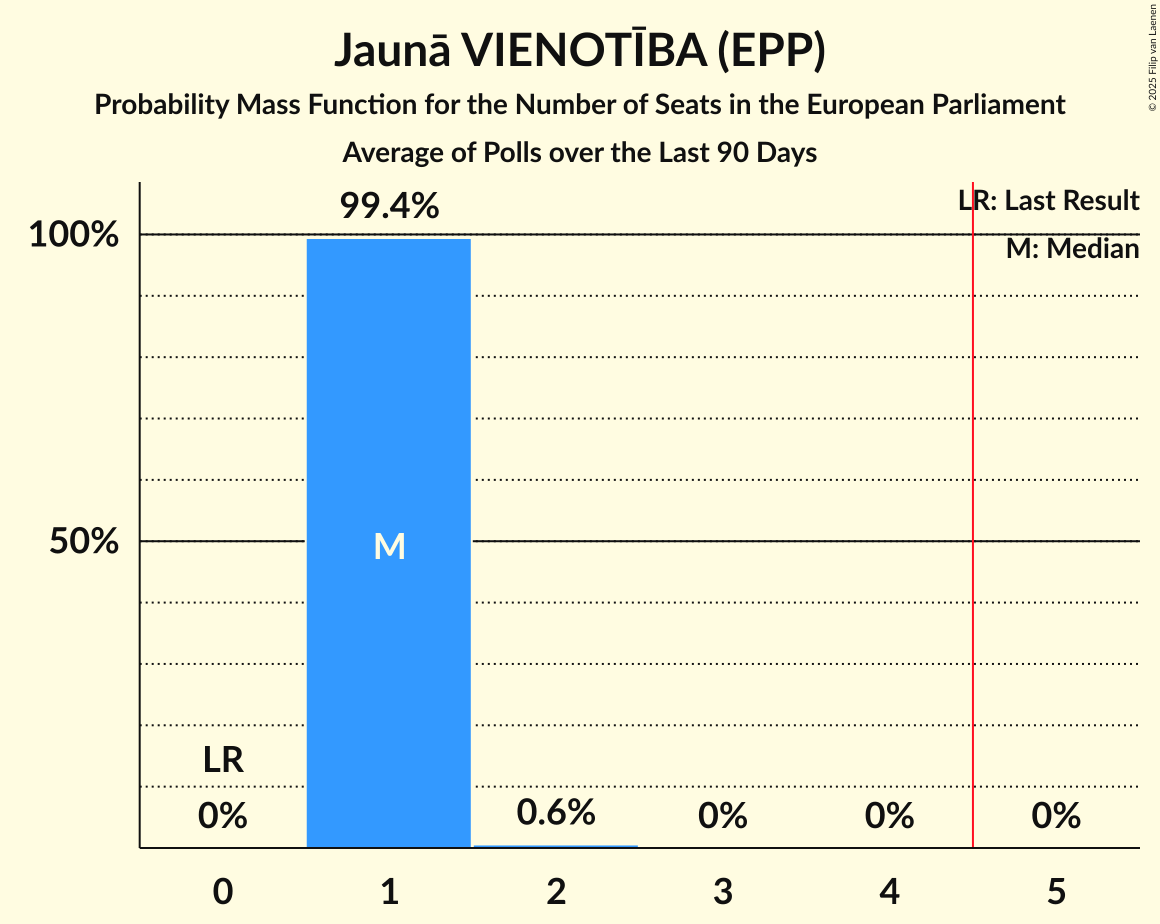 Jaunā VIENOTĪBA (EPP)
Probability Mass Function for the Number of Seats in the European Parliament
Average of Polls over the Last 90 Days
© 2025 Filip van Laenen
LR: Last Result
M: Median
99.4%
100%
50%
M
LR
0%
0.6%
0%
0%
0%
0
1
2
3
4
5